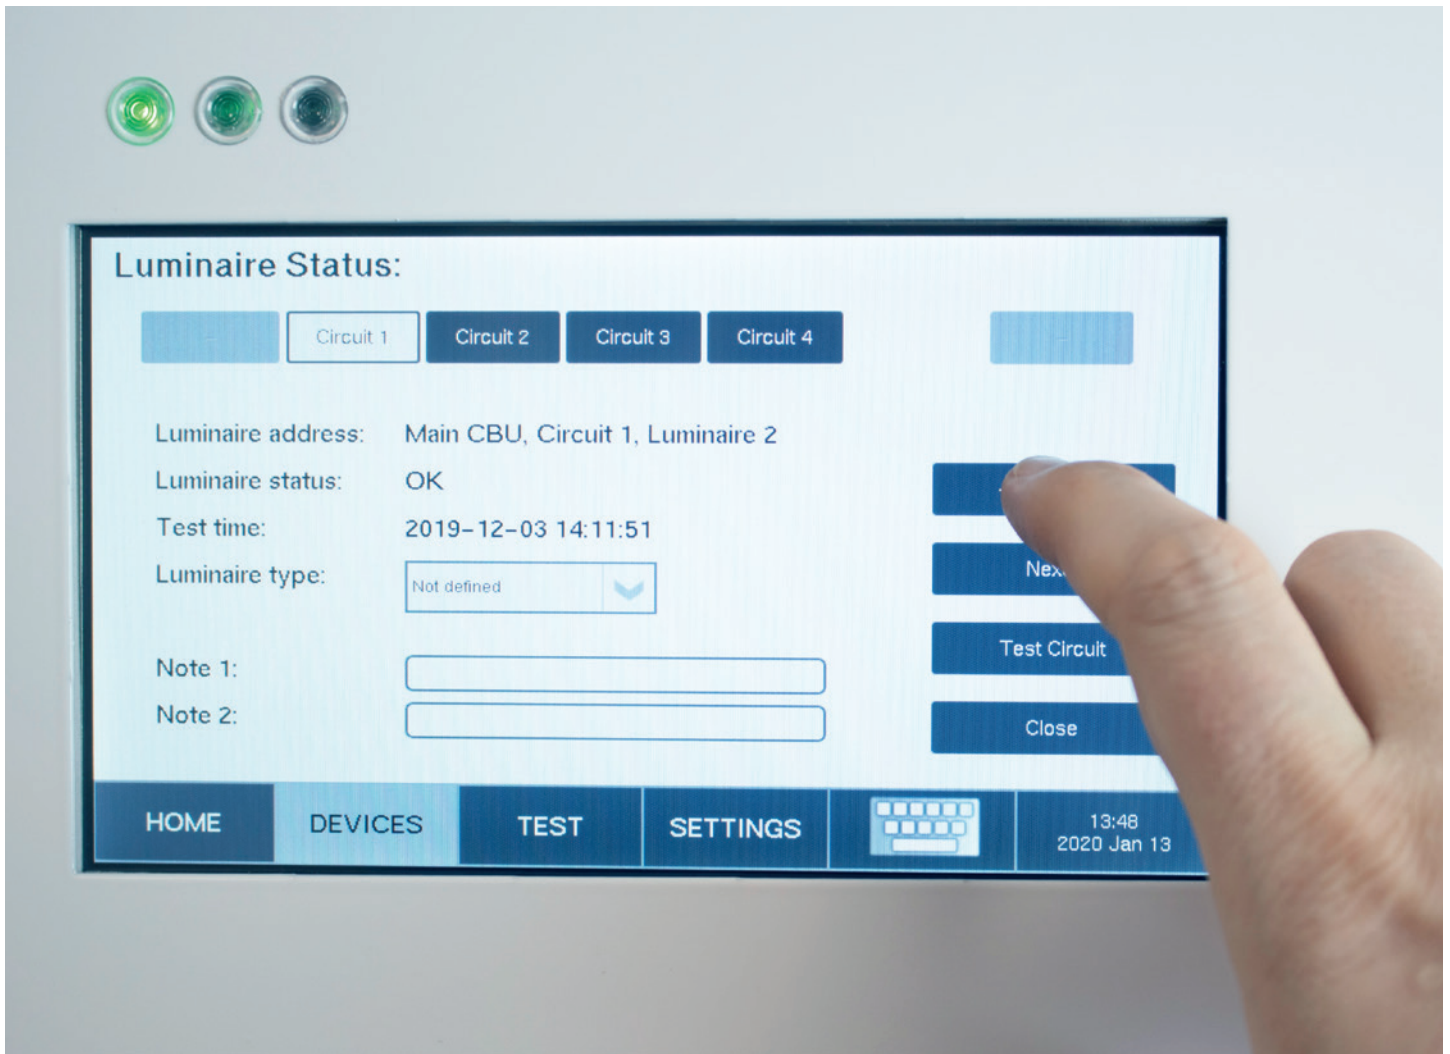 Luminaire Status:
Circuit 1
Circuit 2
Circuit 3
Circuit 4
Luminaire address: Main CBU, Circuit 1, Luminaire 2
Luminaire status: OK
Test time: 2019-12-03 14:11:51
Luminaire type: Not defined
Note 1:
Note 2:
Test Circuit
Close
HOME
DEVICES
TEST
SETTINGS
13:48
2020 Jan 13